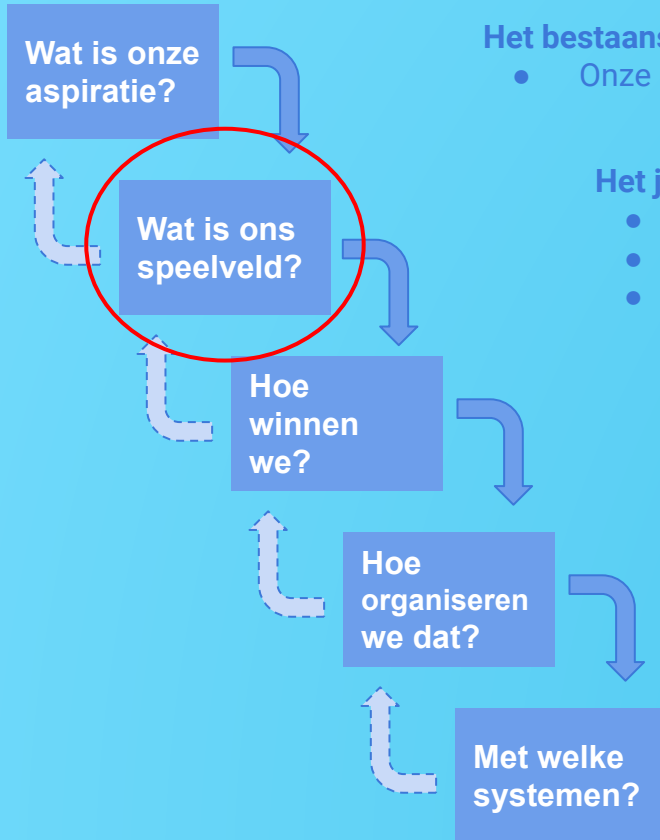 Wat is onze
aspiratie?
Het bestaans
• Onze
Wat is ons
speelveld?
Het j
•
•
•
Hoe
winnen
we?
Hoe
organiseren
we dat?
Met welke
systemen?